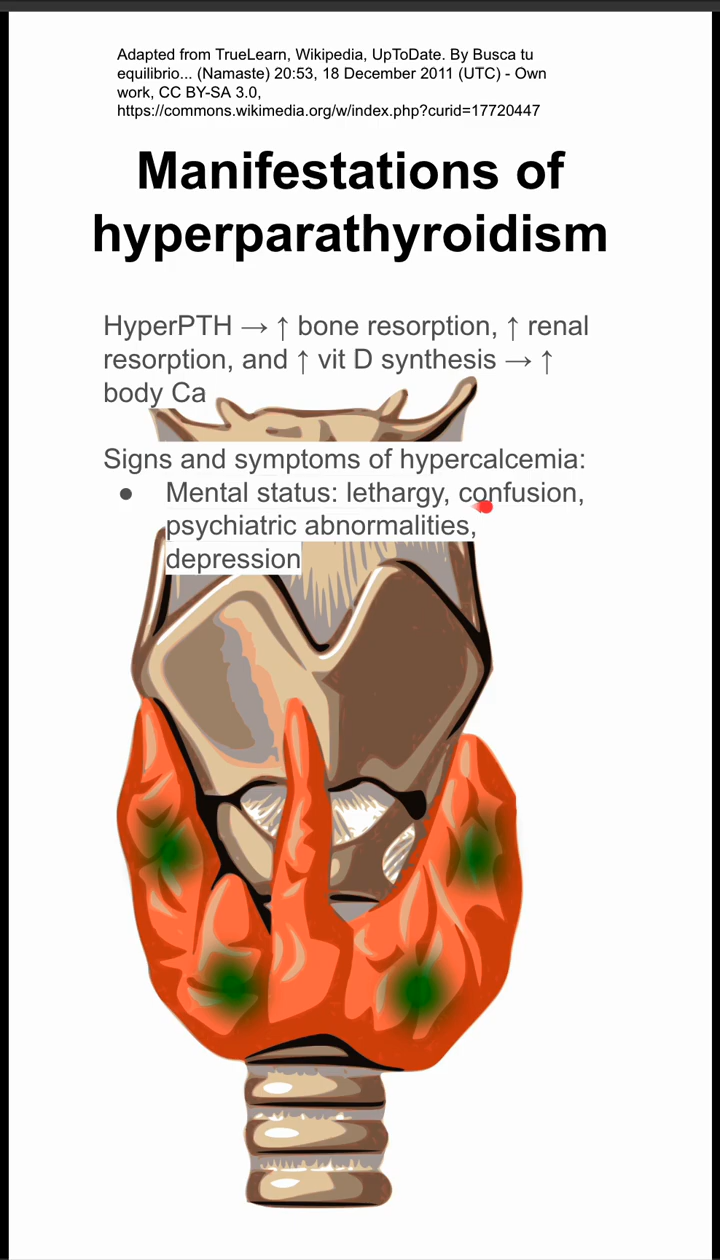 Adapted from TrueLearn, Wikipedia, UpToDate. By Busca tu
equilibrio... (Namaste) 20:53, 18 December 2011 (UTC) - Own
work, CC BY-SA 3.0,
https://commons.wikimedia.org/w/index.php?curid=17720447
Manifestations of
hyperparathyroidism
HyperPTH → ↑ bone resorption, ↑ renal
resorption, and ↑ vit D synthesis → ↑
body Ca
Signs and symptoms of hypercalcemia:
● Mental status: lethargy, confusion,
psychiatric abnormalities,
depression